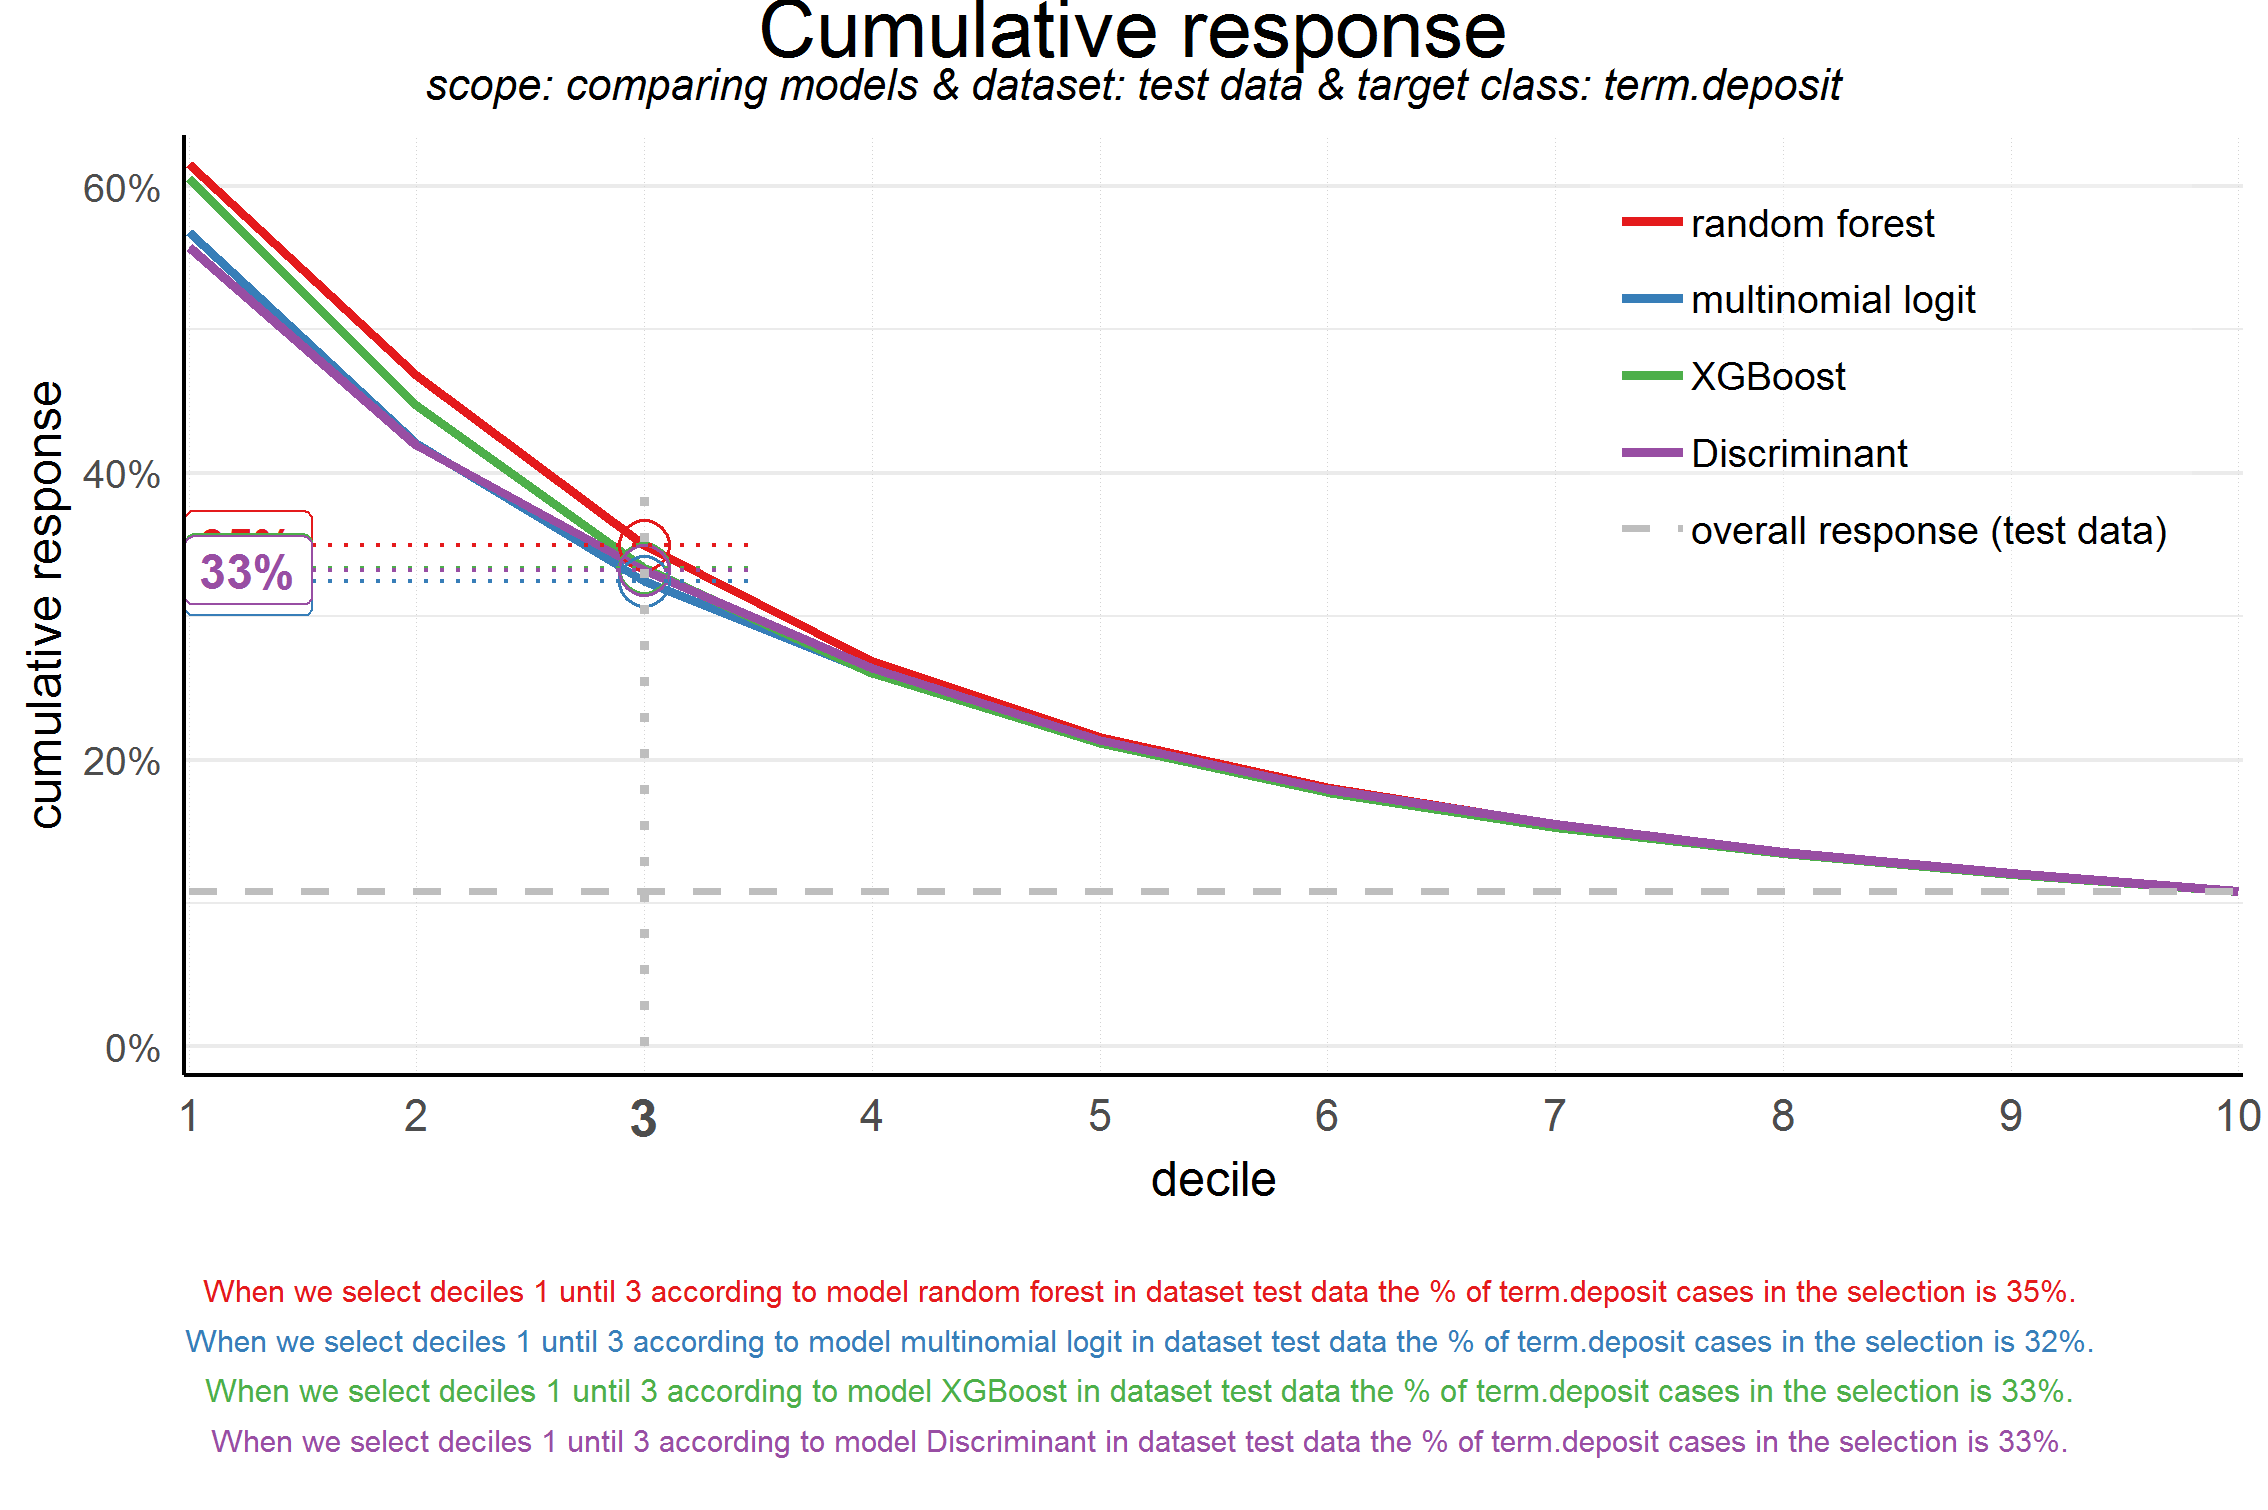 Cumulative response
scope: comparing models & dataset: test data & target class: term.deposit
60%
40%
20%
0%
cumulative response
33%
random forest
multinomial logit
XGBoost
Discriminant
overall response (test data)
1 2 3 4 5 6 7 8 9 10
decile
When we select deciles 1 until 3 according to model random forest in dataset test data the % of term.deposit cases in the selection is 35%.
When we select deciles 1 until 3 according to model multinomial logit in dataset test data the % of term.deposit cases in the selection is 32%.
When we select deciles 1 until 3 according to model XGBoost in dataset test data the % of term.deposit cases in the selection is 33%.
When we select deciles 1 until 3 according to model Discriminant in dataset test data the % of term.deposit cases in the selection is 33%.